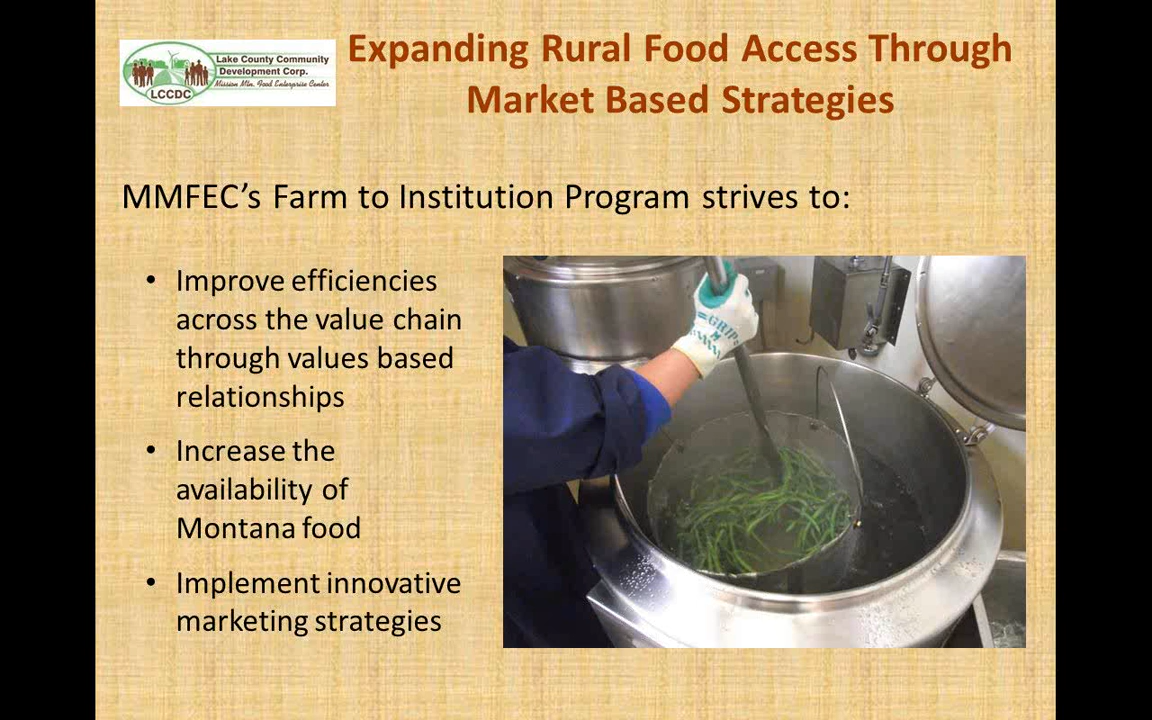 Lake County Community
Development Corp.
Mission Mtn. Food Enterprise Center
LCCDC
Expanding Rural Food Access Through
Market Based Strategies
MMFEC’s Farm to Institution Program strives to:
• Improve efficiencies
across the value chain
through values based
relationships
• Increase the
availability of
Montana food
• Implement innovative
marketing strategies
GRIP
M